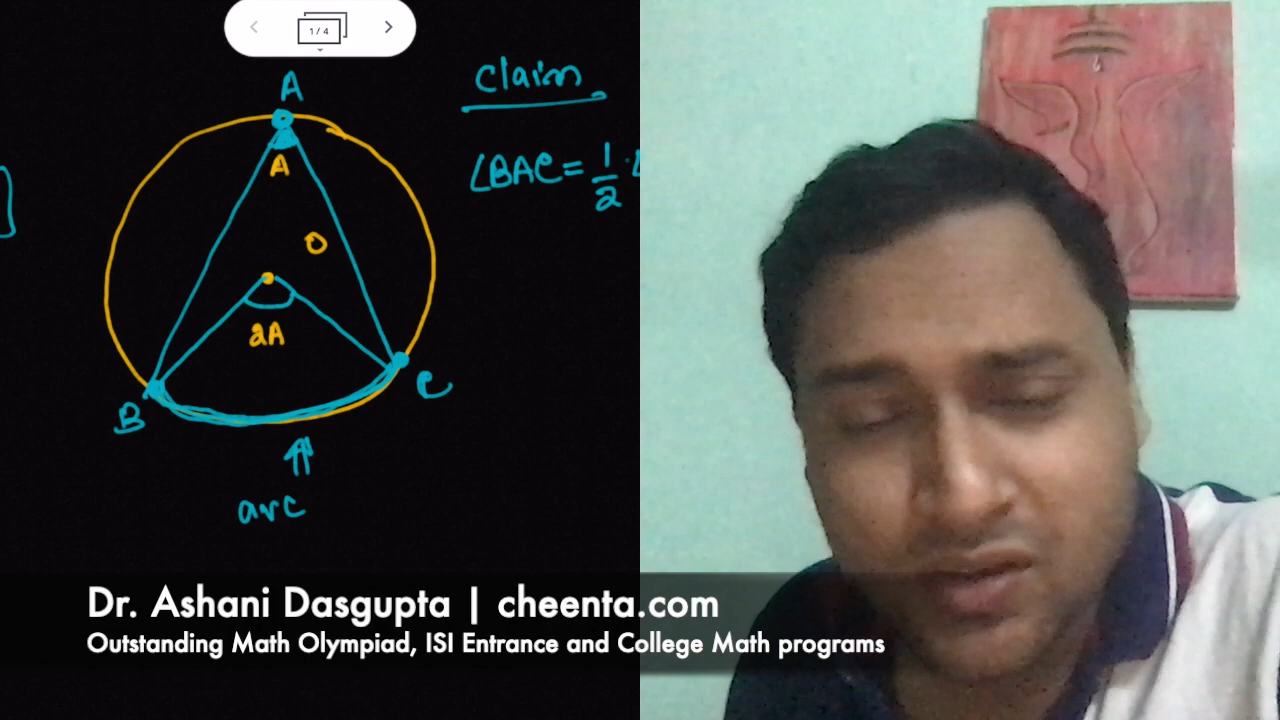 1 / 4
A
Claim
A
∠BAC = 1/2 ·
O
2A
B
C
arc
Dr. Ashani Dasgupta | cheenta.com
Outstanding Math Olympiad, ISI Entrance and College Math programs